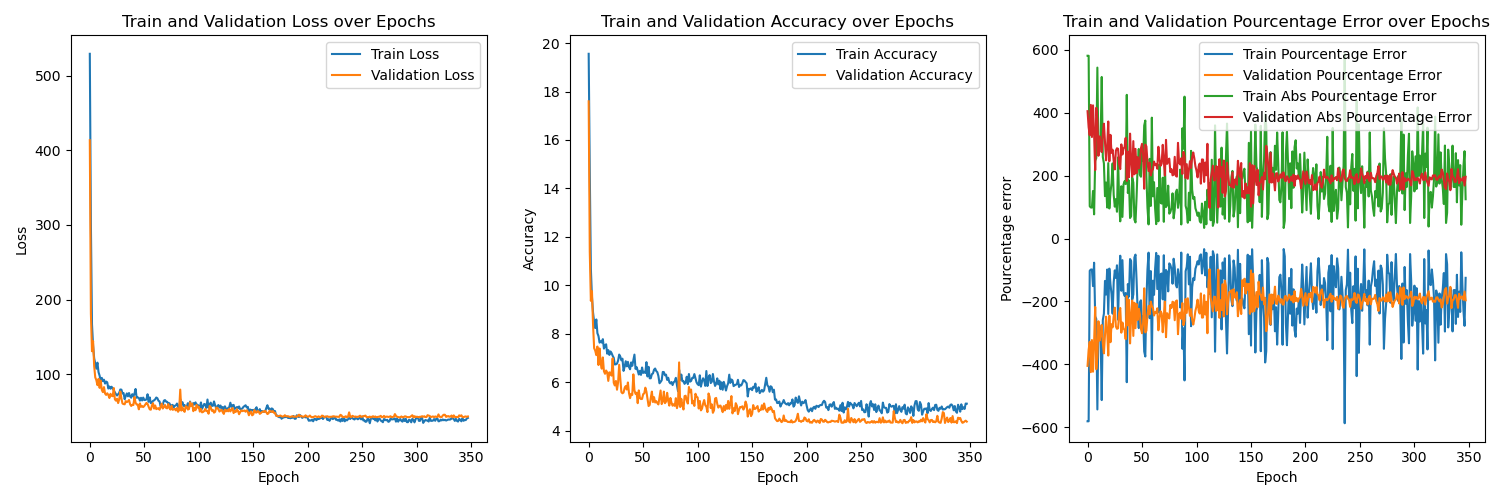 Train and Validation Loss over Epochs
Train Loss
Validation Loss
500
400
300
200
100
Loss
0 50 100 150 200 250 300 350
Epoch
Train and Validation Accuracy over Epochs
Train Accuracy
Validation Accuracy
20
18
16
14
12
10
8
6
4
Accuracy
0 50 100 150 200 250 300 350
Epoch
Train and Validation Pourcentage Error over Epochs
Train Pourcentage Error
Validation Pourcentage Error
Train Abs Pourcentage Error
Validation Abs Pourcentage Error
600
400
200
0
−200
−400
−600
Pourcentage error
0 50 100 150 200 250 300 350
Epoch